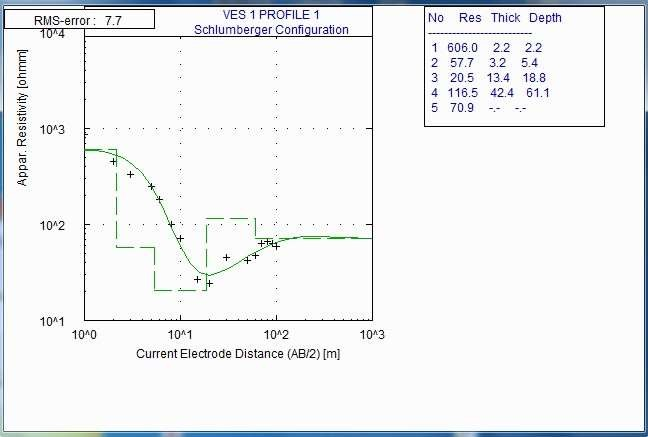 RMS-error : 7.7
VES 1 PROFILE 1
Schlumberger Configuration
10^4
10^3
10^2
10^1
Appar. Resistivity [ohmm]
10^0 10^1 10^2 10^3
Current Electrode Distance (AB/2) [m]
No Res Thick Depth
------------------------
1 606.0 2.2 2.2
2 57.7 3.2 5.4
3 20.5 13.4 18.8
4 116.5 42.4 61.1
5 70.9 -.- -.-